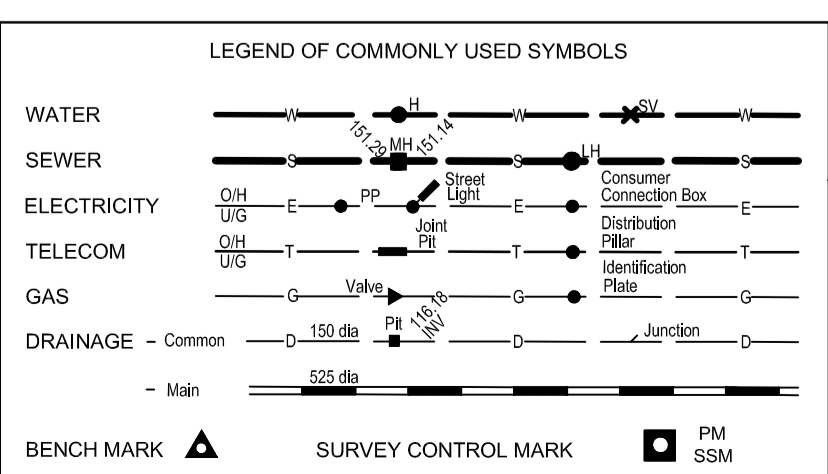 LEGEND OF COMMONLY USED SYMBOLS
WATER W H W SV W
SEWER S 151.29 MH 151.14 S LH S
ELECTRICITY O/H U/G E PP Street Light E Consumer Connection Box E
TELECOM O/H U/G T Joint Pit T Distribution Pillar T
GAS G Valve G Identification Plate G
DRAINAGE - Common D 150 dia Pit 116.18 INV D Junction D
- Main 525 dia
BENCH MARK SURVEY CONTROL MARK PM SSM